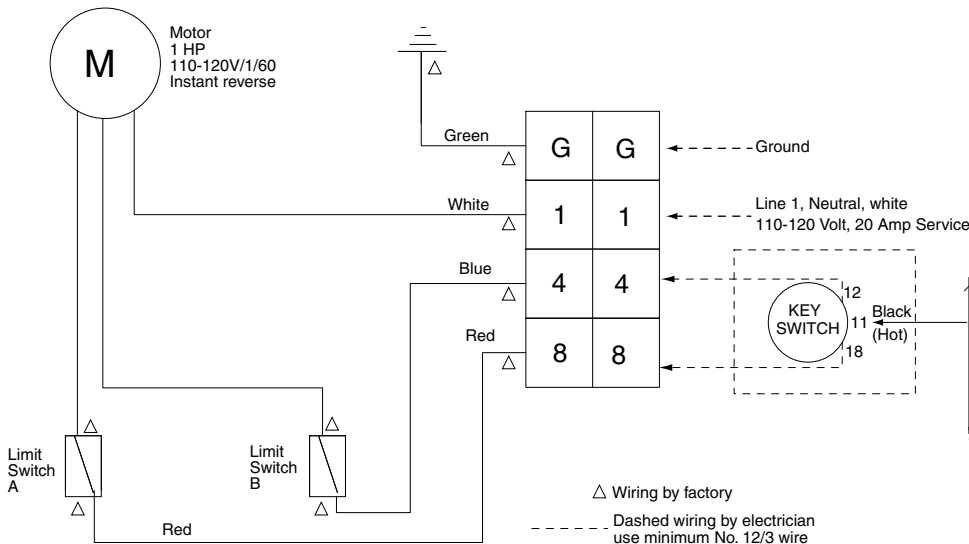 Motor
1 HP
110-120V/1/60
Instant reverse
M
Green
G G
Ground
White
1 1
Line 1, Neutral, white
110-120 Volt, 20 Amp Service
Blue
4 4
12
KEY
SWITCH
11
Black
(Hot)
18
Red
8 8
Limit
Switch
A
Limit
Switch
B
Red
△ Wiring by factory
Dashed wiring by electrician
use minimum No. 12/3 wire